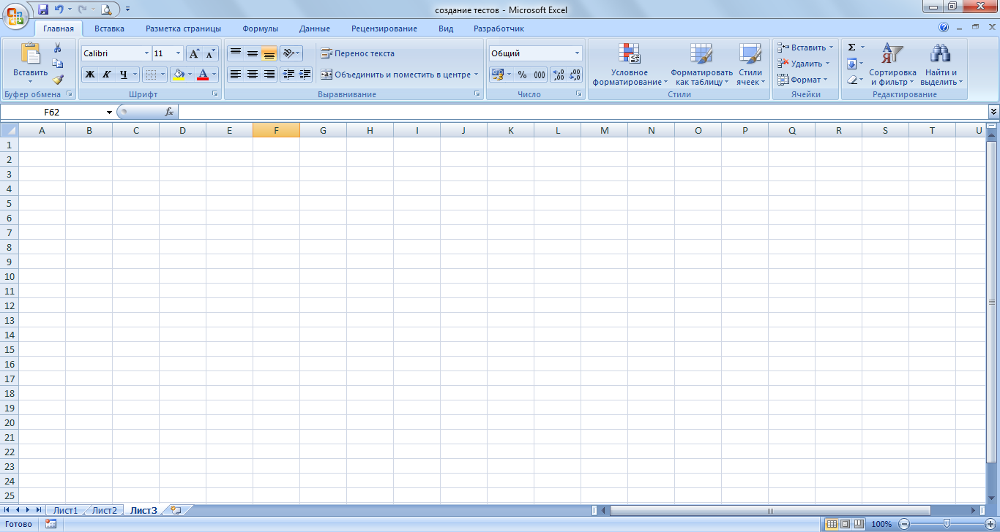 создание тестов - Microsoft Excel
Главная Вставка Разметка страницы Формулы Данные Рецензирование Вид Разработчик
Calibri 11 Перенос текста Общий Вставить Σ
Вставить Условное форматирование Форматировать как таблицу Стили ячеек Удалить Сортировка и фильтр Найти и выделить
Ж К Ч А Объединить и поместить в центре % 000 ,00 ,00 Формат
Буфер обмена Шрифт Выравнивание Число Стили Ячейки Редактирование
F62 fx
A B C D E F G H I J K L M N O P Q R S T U
1
2
3
4
5
6
7
8
9
10
11
12
13
14
15
16
17
18
19
20
21
22
23
24
25
Лист1 Лист2 Лист3
Готово 100%